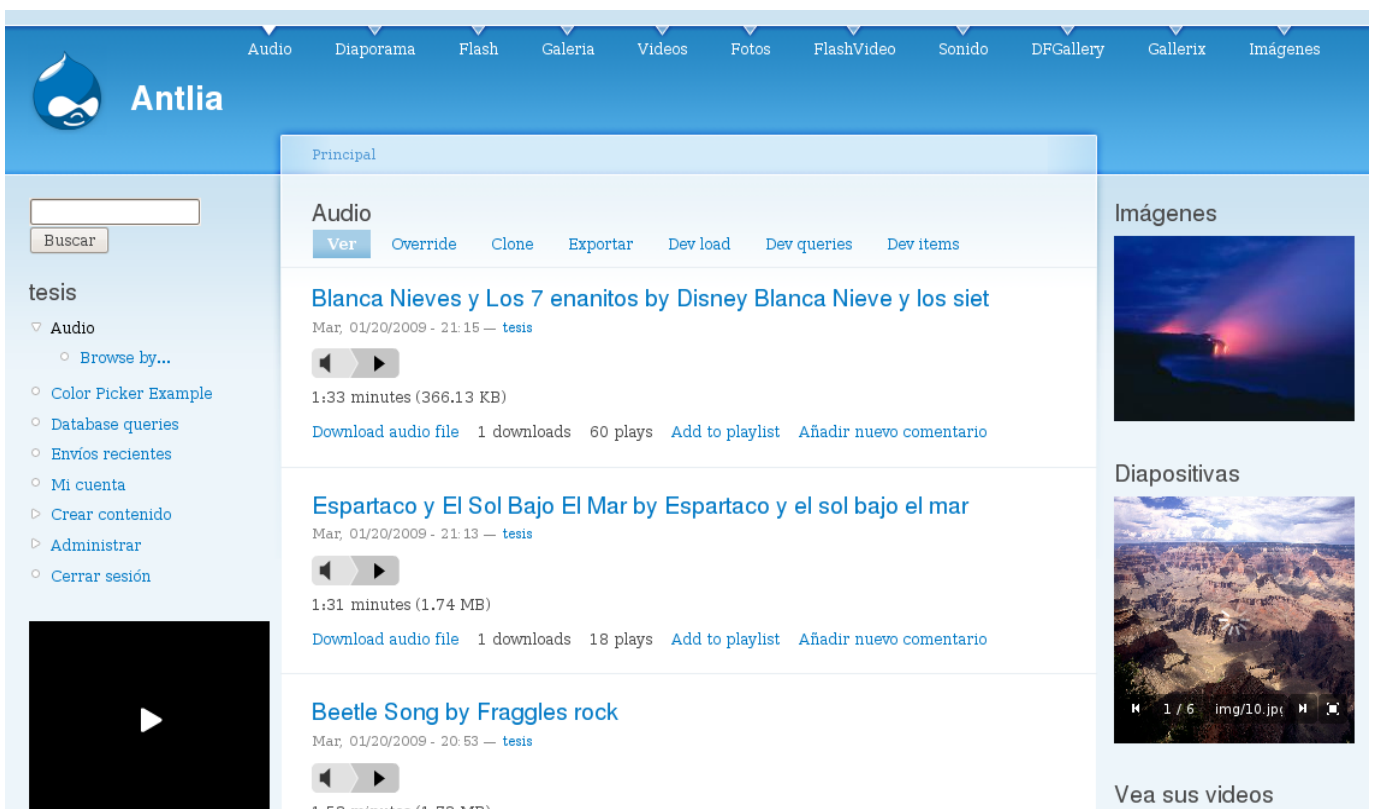 Audio Diaporama Flash Galeria Videos Fotos FlashVideo Sonido DFGallery Gallerix Imágenes
Antlia
Principal
Buscar
tesis
Audio
Browse by...
Color Picker Example
Database queries
Envíos recientes
Mi cuenta
Crear contenido
Administrar
Cerrar sesión
Audio
Ver Override Clone Exportar Dev load Dev queries Dev items
Blanca Nieves y Los 7 enanitos by Disney Blanca Nieve y los siet
Mar, 01/20/2009 - 21:15 — tesis
1:33 minutes (366.13 KB)
Download audio file 1 downloads 60 plays Add to playlist Añadir nuevo comentario
Espartaco y El Sol Bajo El Mar by Espartaco y el sol bajo el mar
Mar, 01/20/2009 - 21:13 — tesis
1:31 minutes (1.74 MB)
Download audio file 1 downloads 18 plays Add to playlist Añadir nuevo comentario
Beetle Song by Fraggles rock
Mar, 01/20/2009 - 20:53 — tesis
Imágenes
Diapositivas
1 / 6 img/10.jpg
Vea sus videos